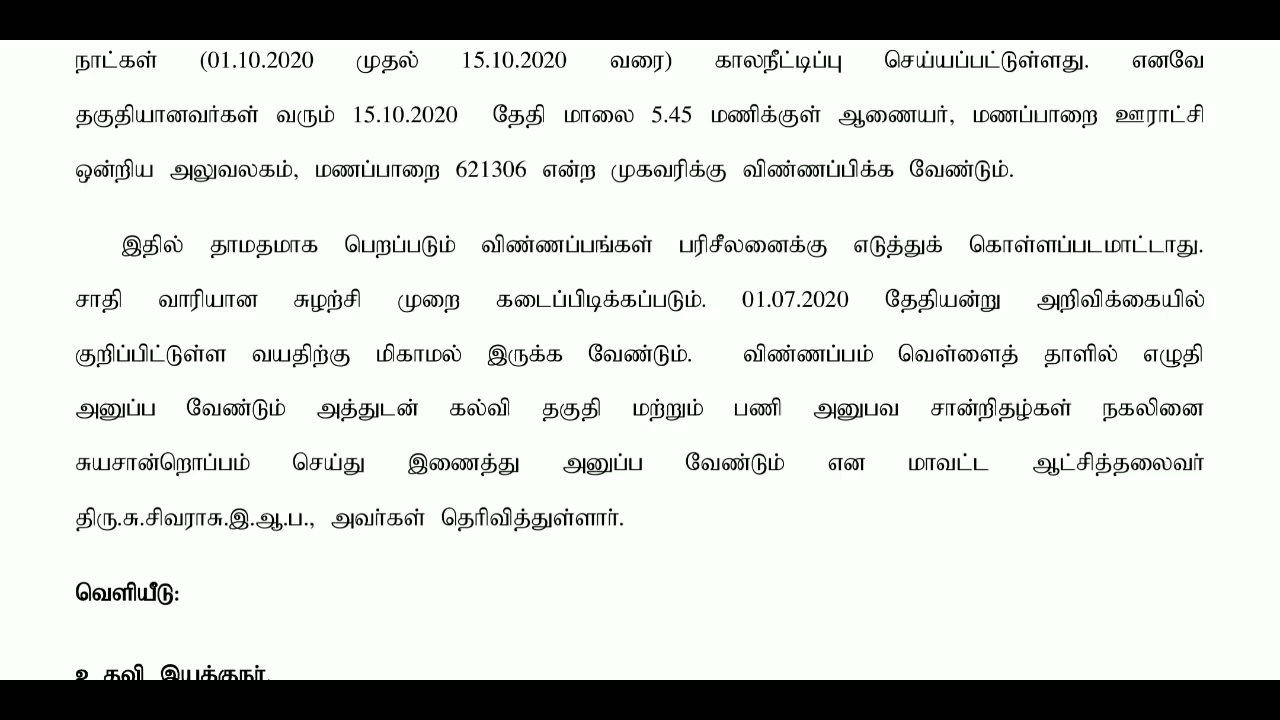 நாட்கள் (01.10.2020 முதல் 15.10.2020 வரை) காலநீட்டிப்பு செய்யப்பட்டுள்ளது. எனவே
தகுதியானவர்கள் வரும் 15.10.2020 தேதி மாலை 5.45 மணிக்குள் ஆணையர், மணப்பாறை ஊராட்சி
ஒன்றிய அலுவலகம், மணப்பாறை 621306 என்ற முகவரிக்கு விண்ணப்பிக்க வேண்டும்.
இதில் தாமதமாக பெறப்படும் விண்ணப்பங்கள் பரிசீலனைக்கு எடுத்துக் கொள்ளப்படமாட்டாது.
சாதி வாரியான சுழற்சி முறை கடைப்பிடிக்கப்படும். 01.07.2020 தேதியன்று அறிவிக்கையில்
குறிப்பிட்டுள்ள வயதிற்கு மிகாமல் இருக்க வேண்டும். விண்ணப்பம் வெள்ளைத் தாளில் எழுதி
அனுப்ப வேண்டும் அத்துடன் கல்வி தகுதி மற்றும் பணி அனுபவ சான்றிதழ்கள் நகலினை
சுயசான்றொப்பம் செய்து இணைத்து அனுப்ப வேண்டும் என மாவட்ட ஆட்சித்தலைவர்
திரு.சு.சிவராசு.இ.ஆ.ப., அவர்கள் தெரிவித்துள்ளார்.
வெளியீடு:
உதவி இயக்குநர்,